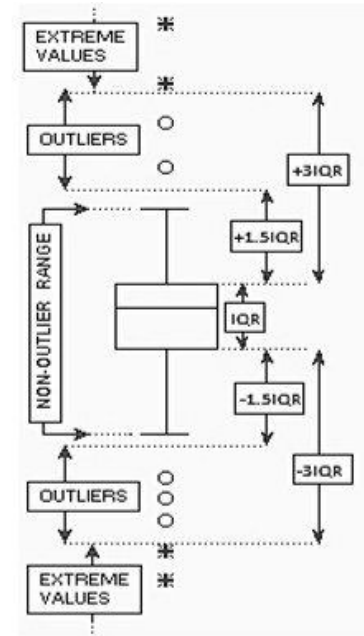 EXTREME
VALUES
OUTLIERS
+3IQR
+1.5IQR
NON-OUTLIER RANGE
IQR
-1.5IQR
-3IQR
OUTLIERS
EXTREME
VALUES